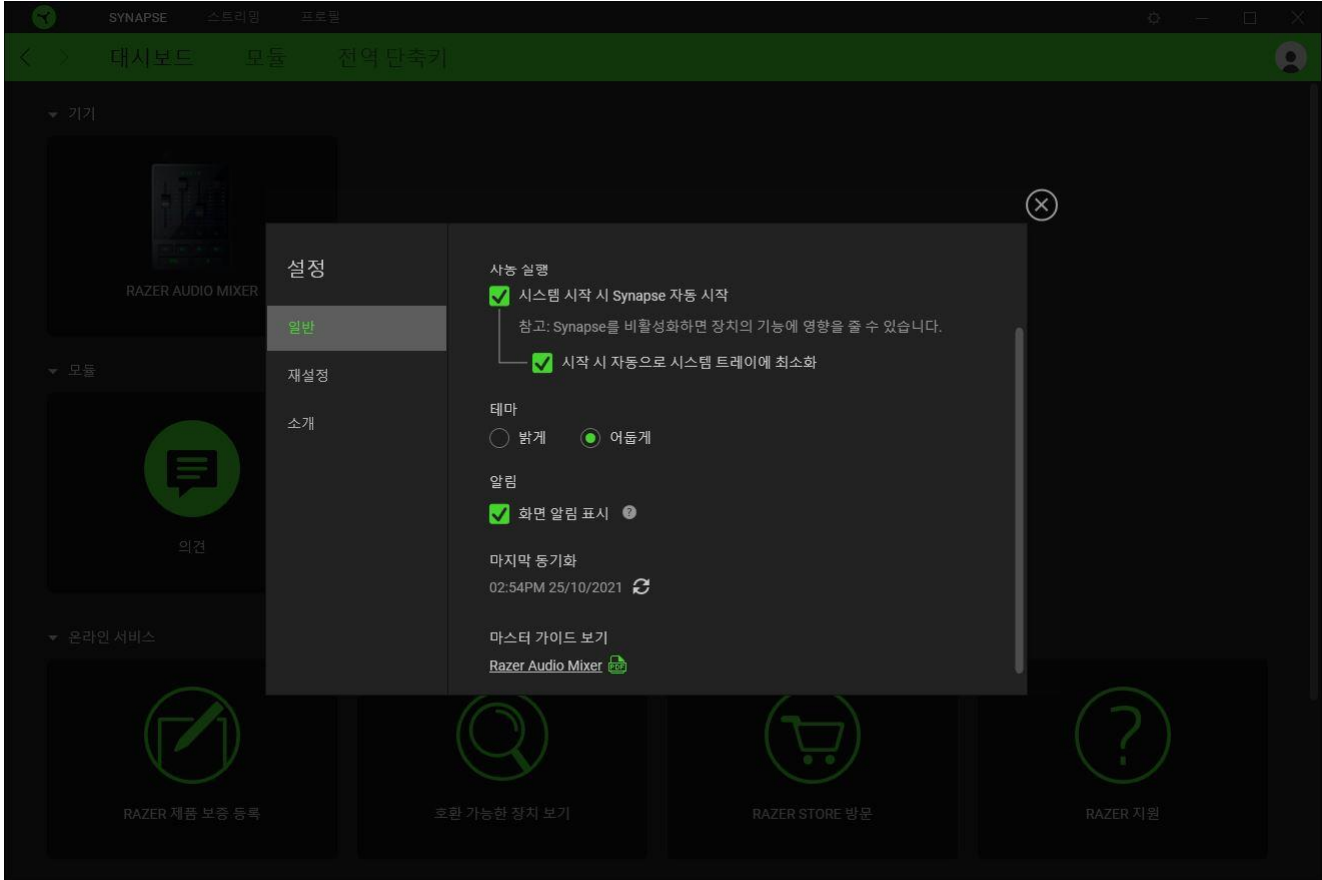 SYNAPSE 스트리밍 프로필
대시보드 모듈 전역 단축키
기기
RAZER AUDIO MIXER
설정
일반
재설정
소개
자동 실행
시스템 시작 시 Synapse 자동 시작
참고: Synapse를 비활성화하면 장치의 기능에 영향을 줄 수 있습니다.
시작 시 자동으로 시스템 트레이에 최소화
테마
밝게 어둡게
알림
화면 알림 표시 ?
마지막 동기화
02:54PM 25/10/2021
마스터 가이드 보기
Razer Audio Mixer PDF
모듈
의견
온라인 서비스
RAZER 제품 보증 등록
호환 가능한 장치 보기
RAZER STORE 방문
RAZER 지원